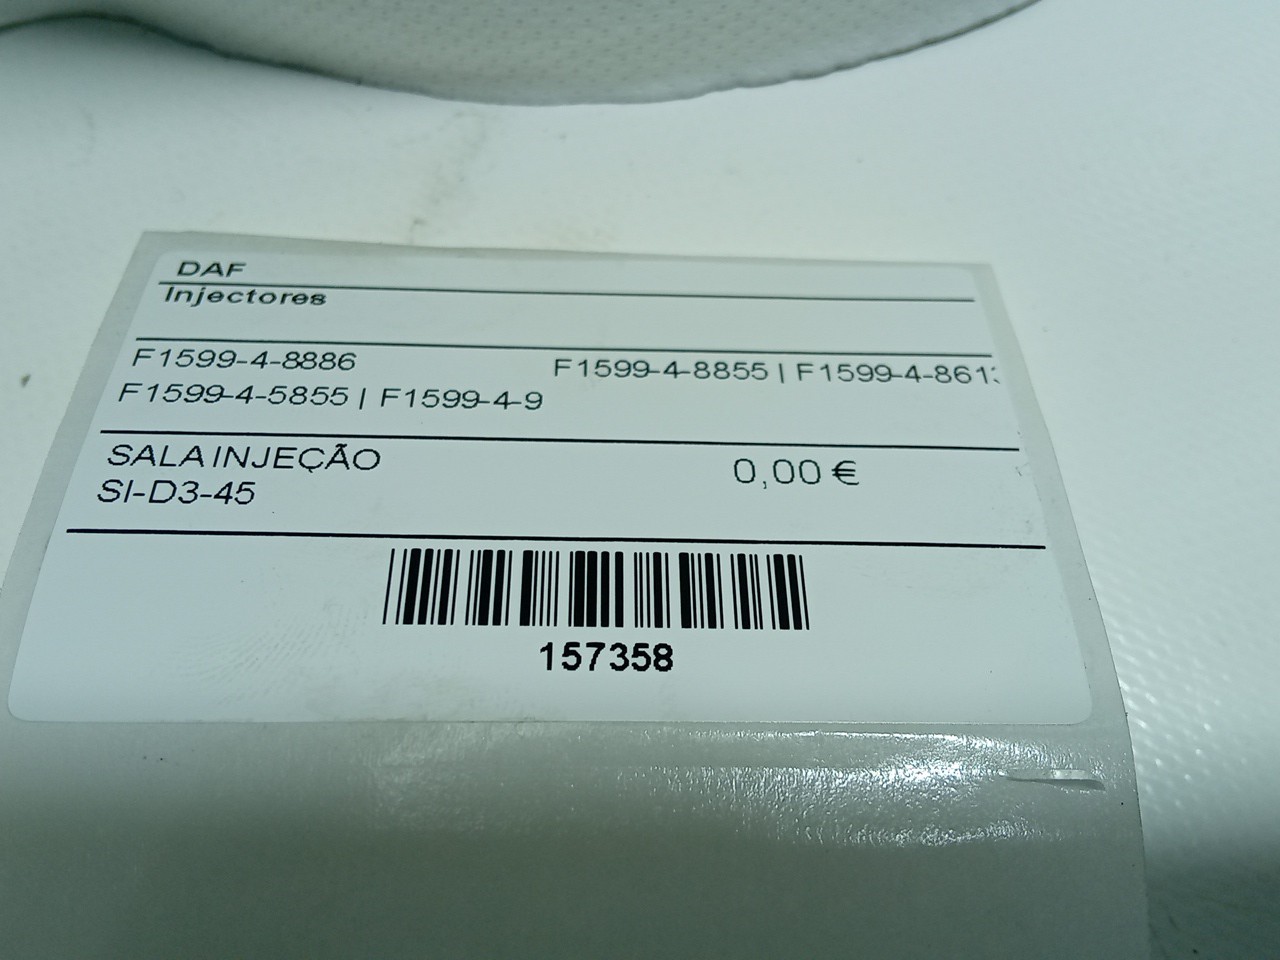 DAF
Injectores
F1599-4-8886
F1599-4-8855 | F1599-4-861
F1599-4-5855 | F1599-4-9
SALA INJEÇÃO
0,00 €
SI-D3-45
157358